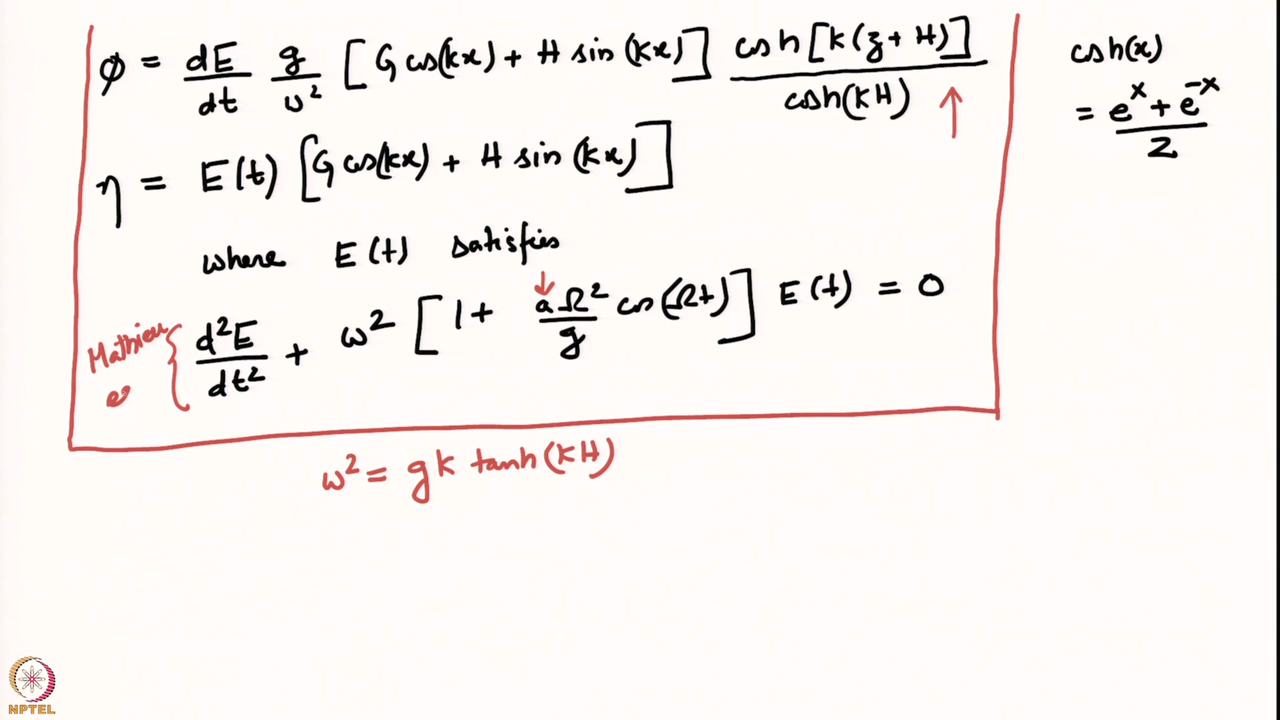 φ = dE/dt g/ω² [G cos(kx) + H sin(kx)] cosh[k(z+H)]/cosh(kH)
η = E(t) [G cos(kx) + H sin(kx)]
where E(t) satisfies
Mathieu
d²E/dt² + ω² [1 + aΩ²/g cos(Ωt)] E(t) = 0
ω² = gk tanh(kH)
cosh(x)
= e^x + e^-x / 2
NPTEL